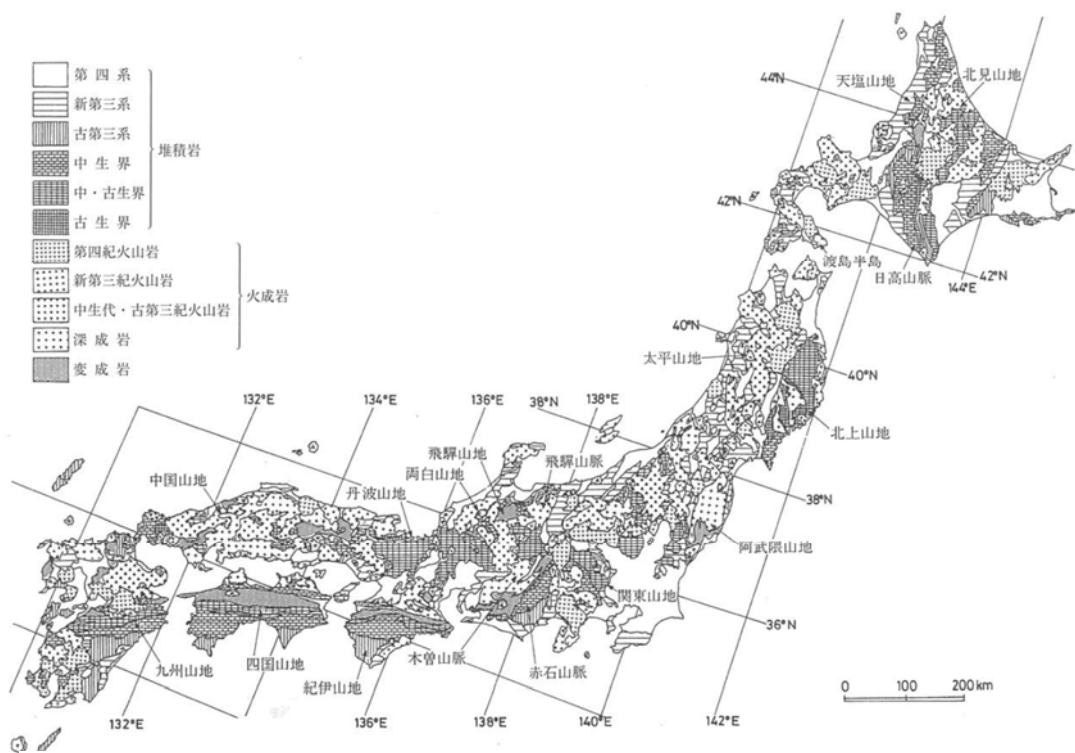 第四系
新第三系
古第三系
中生界
中・古生界
古生界
堆積岩
第四紀火山岩
新第三紀火山岩
中生代・古第三紀火山岩
深成岩
火成岩
変成岩
44°N
天塩山地
北見山地
42°N
渡島半島
日高山脈
144°E
42°N
40°N
太平山地
40°N
北上山地
132°E
134°E
136°E
38°N
138°E
飛驒山地
飛驒山脈
両白山地
中国山地
丹波山地
38°N
阿武隈山地
関東山地
36°N
九州山地
四国山地
紀伊山地
木曽山脈
赤石山脈
132°E
136°E
138°E
140°E
142°E
0 100 200km